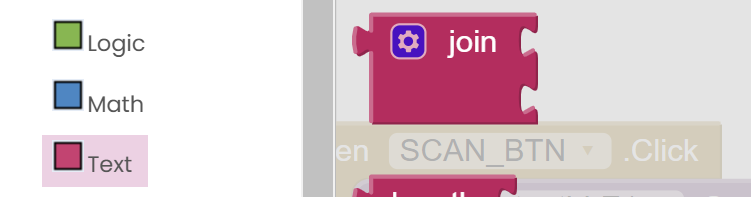 Logic
Math
Text
join
SCAN_BTN .Click